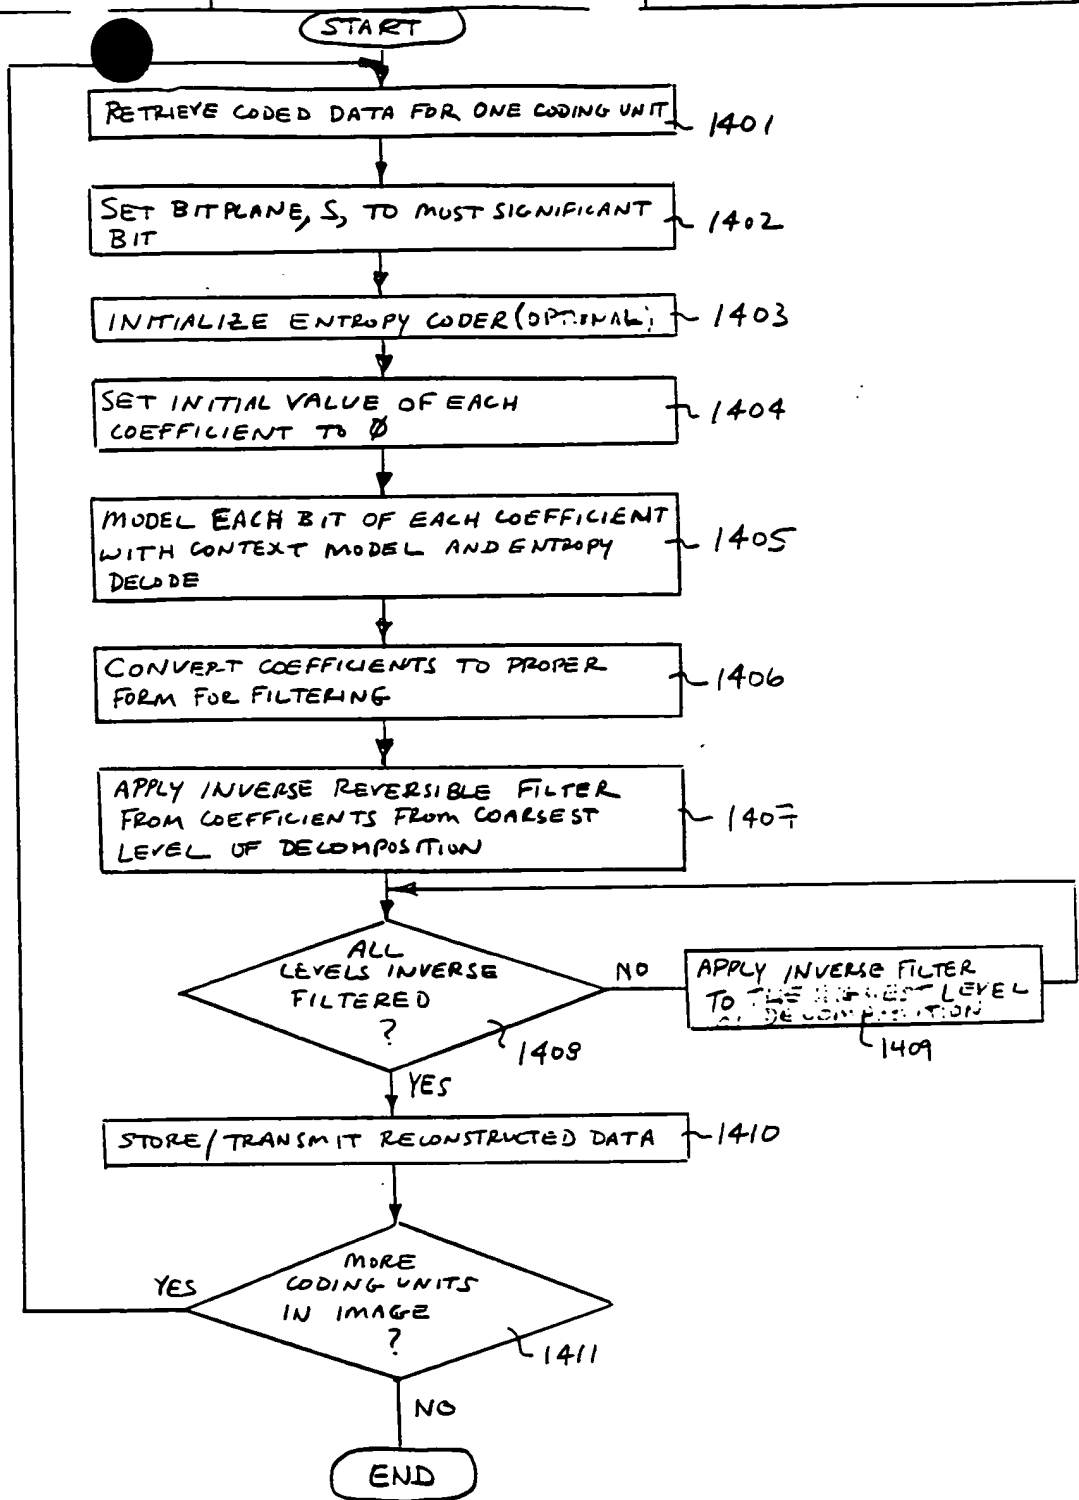 START
RETRIEVE CODED DATA FOR ONE CODING UNIT
1401
SET BITPLANE, S, TO MUST SIGNIFICANT
BIT
1402
INITIALIZE ENTROPY CODER (OPTIONAL)
1403
SET INITIAL VALUE OF EACH
COEFFICIENT TO Ø
1404
MODEL EACH BIT OF EACH COEFFICIENT
WITH CONTEXT MODEL AND ENTROPY
DECODE
1405
CONVERT COEFFICIENTS TO PROPER
FORM FOR FILTERING
1406
APPLY INVERSE REVERSIBLE FILTER
FROM COEFFICIENTS FROM COARSEST
LEVEL OF DECOMPOSITION
1407
ALL
LEVELS INVERSE
FILTERED
?
1408
NO
APPLY INVERSE FILTER
TO THE LEVEL
DECOMPOSITION
1409
YES
STORE/TRANSMIT RECONSTRUCTED DATA
1410
MORE
CODING UNITS
IN IMAGE
?
1411
YES
NO
END